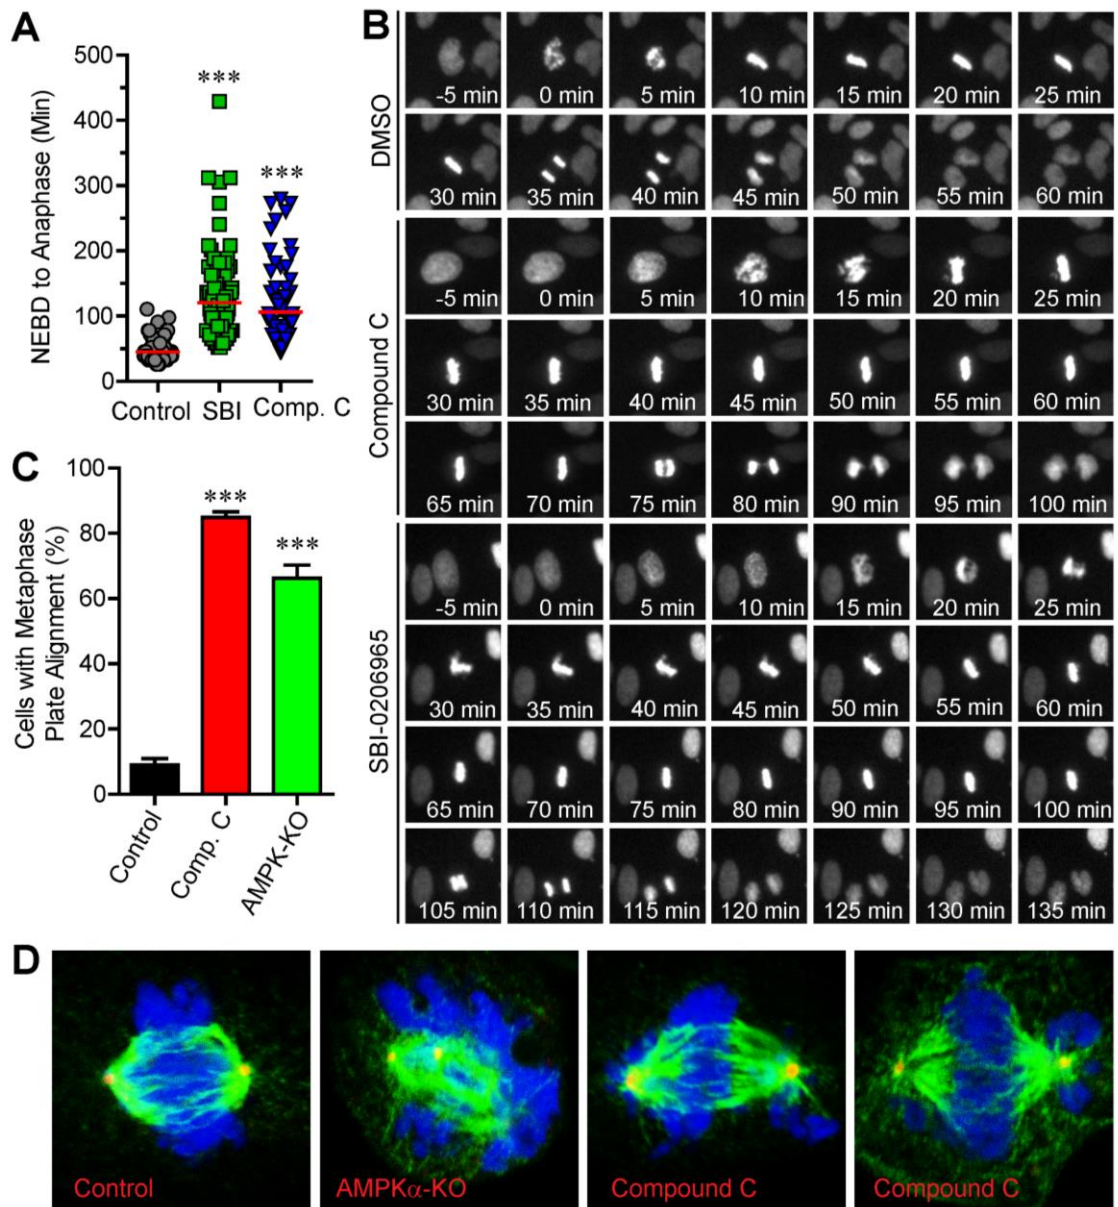 A
NEBD to Anaphase (Min)
500
400
300
200
100
0
***
***
Control
SBI
Comp. C
B
DMSO
-5 min
0 min
5 min
10 min
15 min
20 min
25 min
30 min
35 min
40 min
45 min
50 min
55 min
60 min
Compound C
-5 min
0 min
5 min
10 min
15 min
20 min
25 min
30 min
35 min
40 min
45 min
50 min
55 min
60 min
65 min
70 min
75 min
80 min
90 min
95 min
100 min
SBI-0206965
-5 min
0 min
5 min
10 min
15 min
20 min
25 min
30 min
35 min
40 min
45 min
50 min
55 min
60 min
65 min
70 min
75 min
80 min
90 min
95 min
100 min
105 min
110 min
115 min
120 min
125 min
130 min
135 min
C
Cells with Metaphase
Plate Alignment (%)
100
80
60
40
20
0
***
***
Control
Comp. C
AMPK-KO
D
Control
AMPKα-KO
Compound C
Compound C